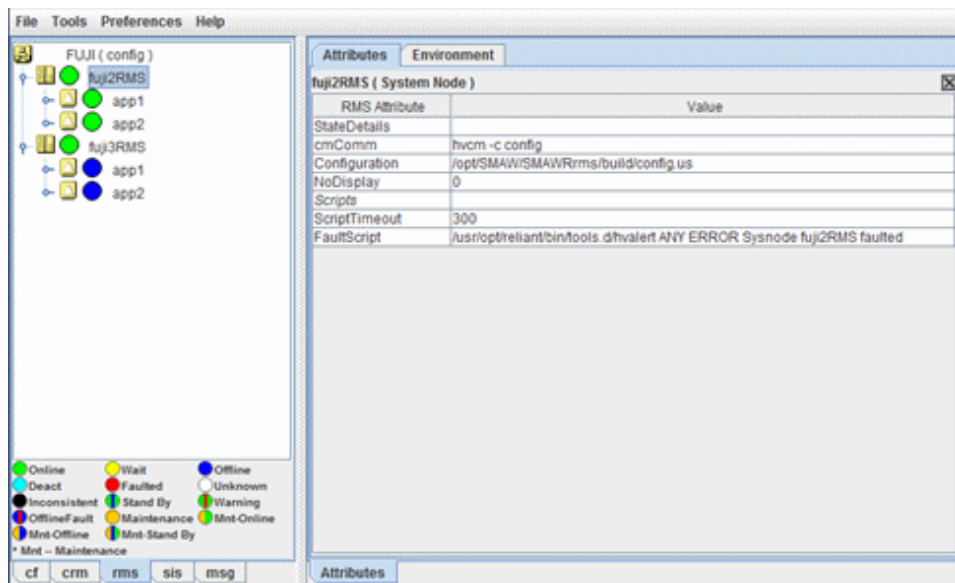 File Tools Preferences Help
FUJI ( config )
fuji2RMS
app1
app2
fuji3RMS
app1
app2
Online Wait Offline
Deact Faulted Unknown
Inconsistent Stand By Warning
OfflineFault Maintenance Mnt-Online
Mnt-Offline Mnt-Stand By
* Mnt -- Maintenance
cf crm rms sis msg
Attributes Environment
fuji2RMS ( System Node )
RMS Attribute Value
StateDetails
cmComm hvcm -c config
Configuration /opt/SMAW/SMAWRrms/build/config.us
NoDisplay 0
Scripts
ScriptTimeout 300
FaultScript /usr/opt/reliant/bin/tools.d/hvalert ANY ERROR Sysnode fuji2RMS faulted
Attributes